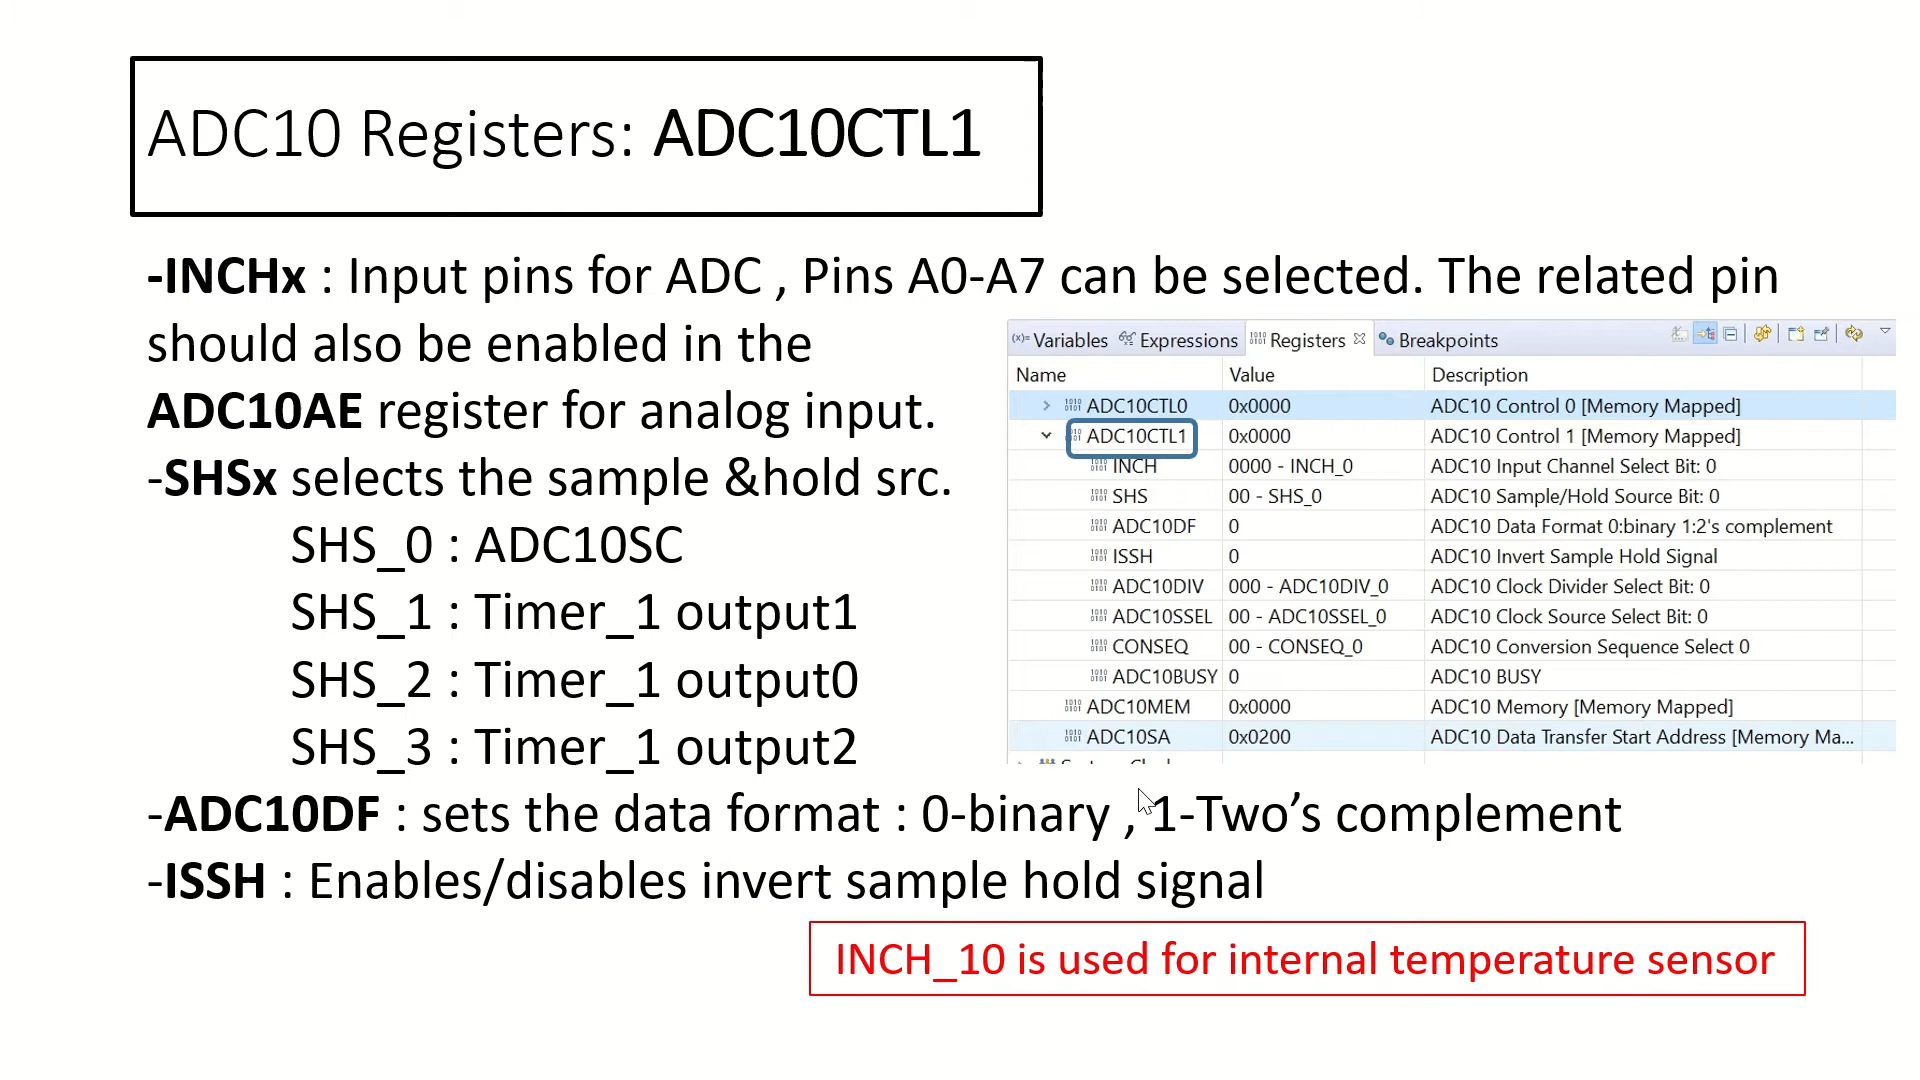 ADC10 Registers: ADC10CTL1
-INCHx : Input pins for ADC , Pins A0-A7 can be selected. The related pin
should also be enabled in the
ADC10AE register for analog input.
-SHSx selects the sample &hold src.
SHS_0 : ADC10SC
SHS_1 : Timer_1 output1
SHS_2 : Timer_1 output0
SHS_3 : Timer_1 output2
-ADC10DF : sets the data format : 0-binary , 1-Two’s complement
-ISSH : Enables/disables invert sample hold signal
INCH_10 is used for internal temperature sensor
(x)= Variables Expressions Registers Breakpoints
Name Value Description
ADC10CTL0 0x0000 ADC10 Control 0 [Memory Mapped]
ADC10CTL1 0x0000 ADC10 Control 1 [Memory Mapped]
INCH 0000 - INCH_0 ADC10 Input Channel Select Bit: 0
SHS 00 - SHS_0 ADC10 Sample/Hold Source Bit: 0
ADC10DF 0 ADC10 Data Format 0:binary 1:2's complement
ISSH 0 ADC10 Invert Sample Hold Signal
ADC10DIV 000 - ADC10DIV_0 ADC10 Clock Divider Select Bit: 0
ADC10SSEL 00 - ADC10SSEL_0 ADC10 Clock Source Select Bit: 0
CONSEQ 00 - CONSEQ_0 ADC10 Conversion Sequence Select 0
ADC10BUSY 0 ADC10 BUSY
ADC10MEM 0x0000 ADC10 Memory [Memory Mapped]
ADC10SA 0x0200 ADC10 Data Transfer Start Address [Memory Ma...